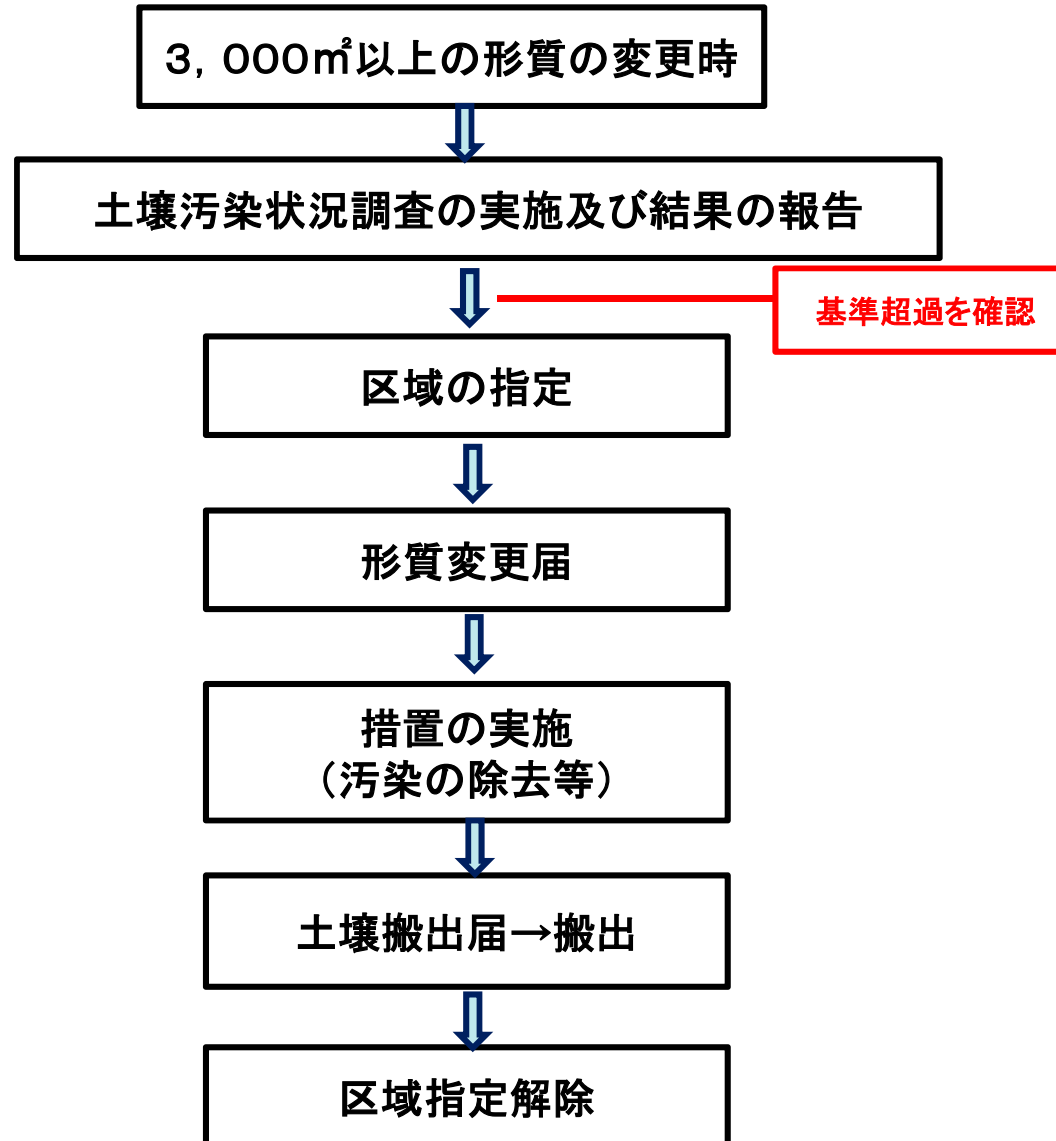 ３，０００㎡以上の形質の変更時
土壌汚染状況調査の実施及び結果の報告
基準超過を確認
区域の指定
形質変更届
措置の実施
（汚染の除去等）
土壌搬出届→搬出
区域指定解除